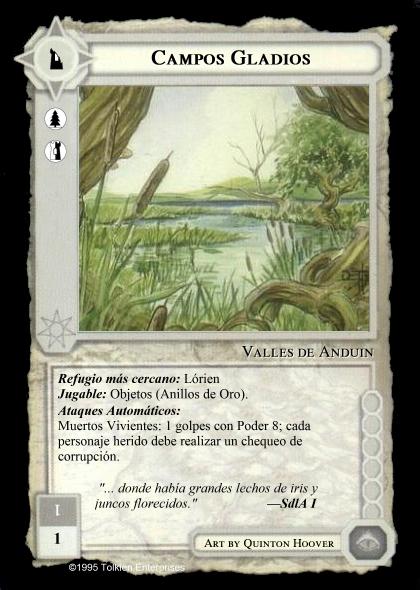 CAMPOS GLADIOS
VALLES DE ANDUIN
Refugio más cercano: Lórien
Jugable: Objetos (Anillos de Oro).
Ataques Automáticos:
Muertos Vivientes: 1 golpes con Poder 8; cada
personaje herido debe realizar un chequeo de
corrupción.
"... donde había grandes lechos de iris y
juncos florecidos." —SdlA I
I
1
ART BY QUINTON HOOVER
©1995 Tolkien Enterprises